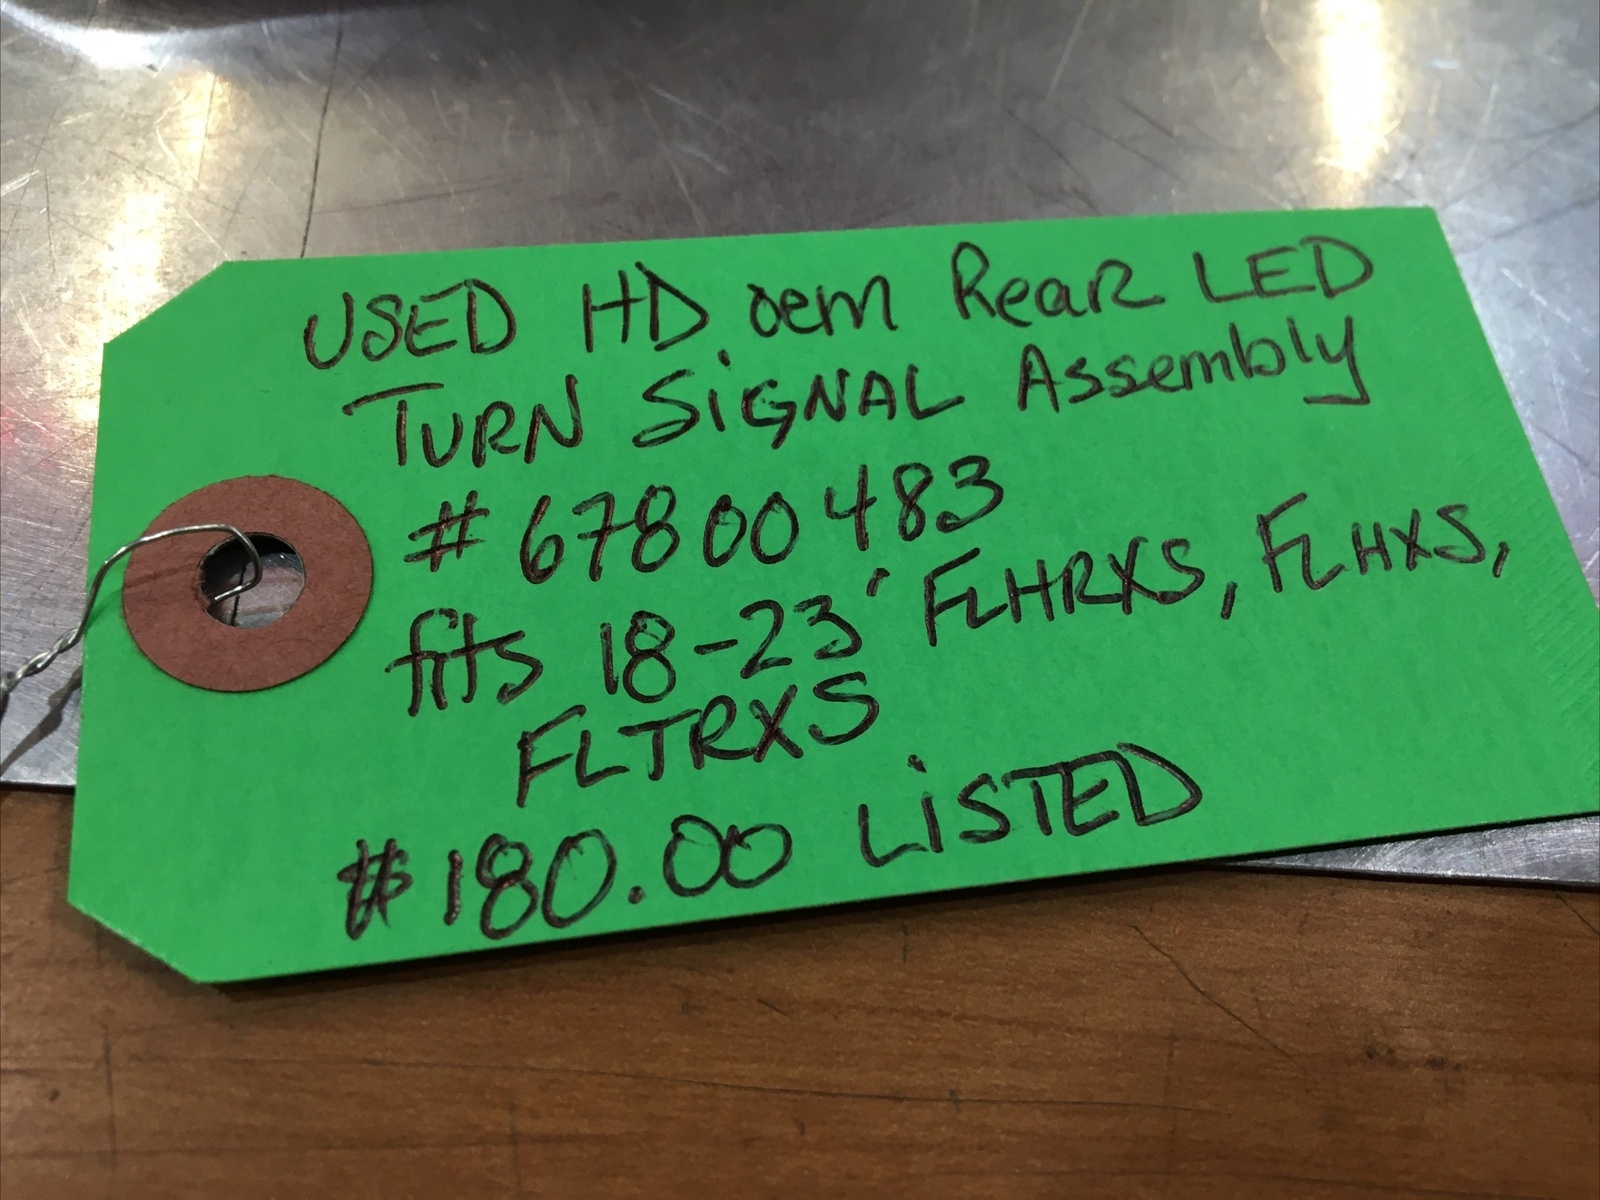 USED HD oem Rear LED
TURN SiGNAL Assembly
# 67800483
fits 18-23' FLHRXS, FLHXS,
FLTRXS
$180.00 LiSTED